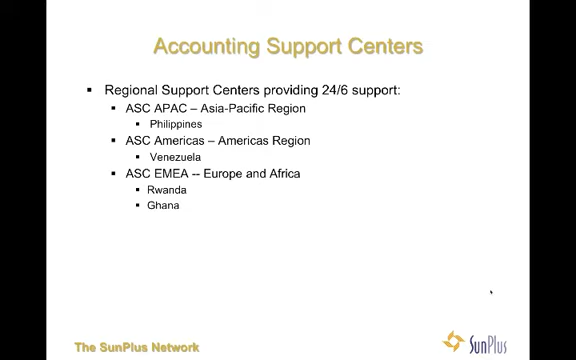 Accounting Support Centers
▪ Regional Support Centers providing 24/6 support:
▪ ASC APAC – Asia-Pacific Region
▪ Philippines
▪ ASC Americas – Americas Region
▪ Venezuela
▪ ASC EMEA -- Europe and Africa
▪ Rwanda
▪ Ghana
The SunPlus Network
SunPlus